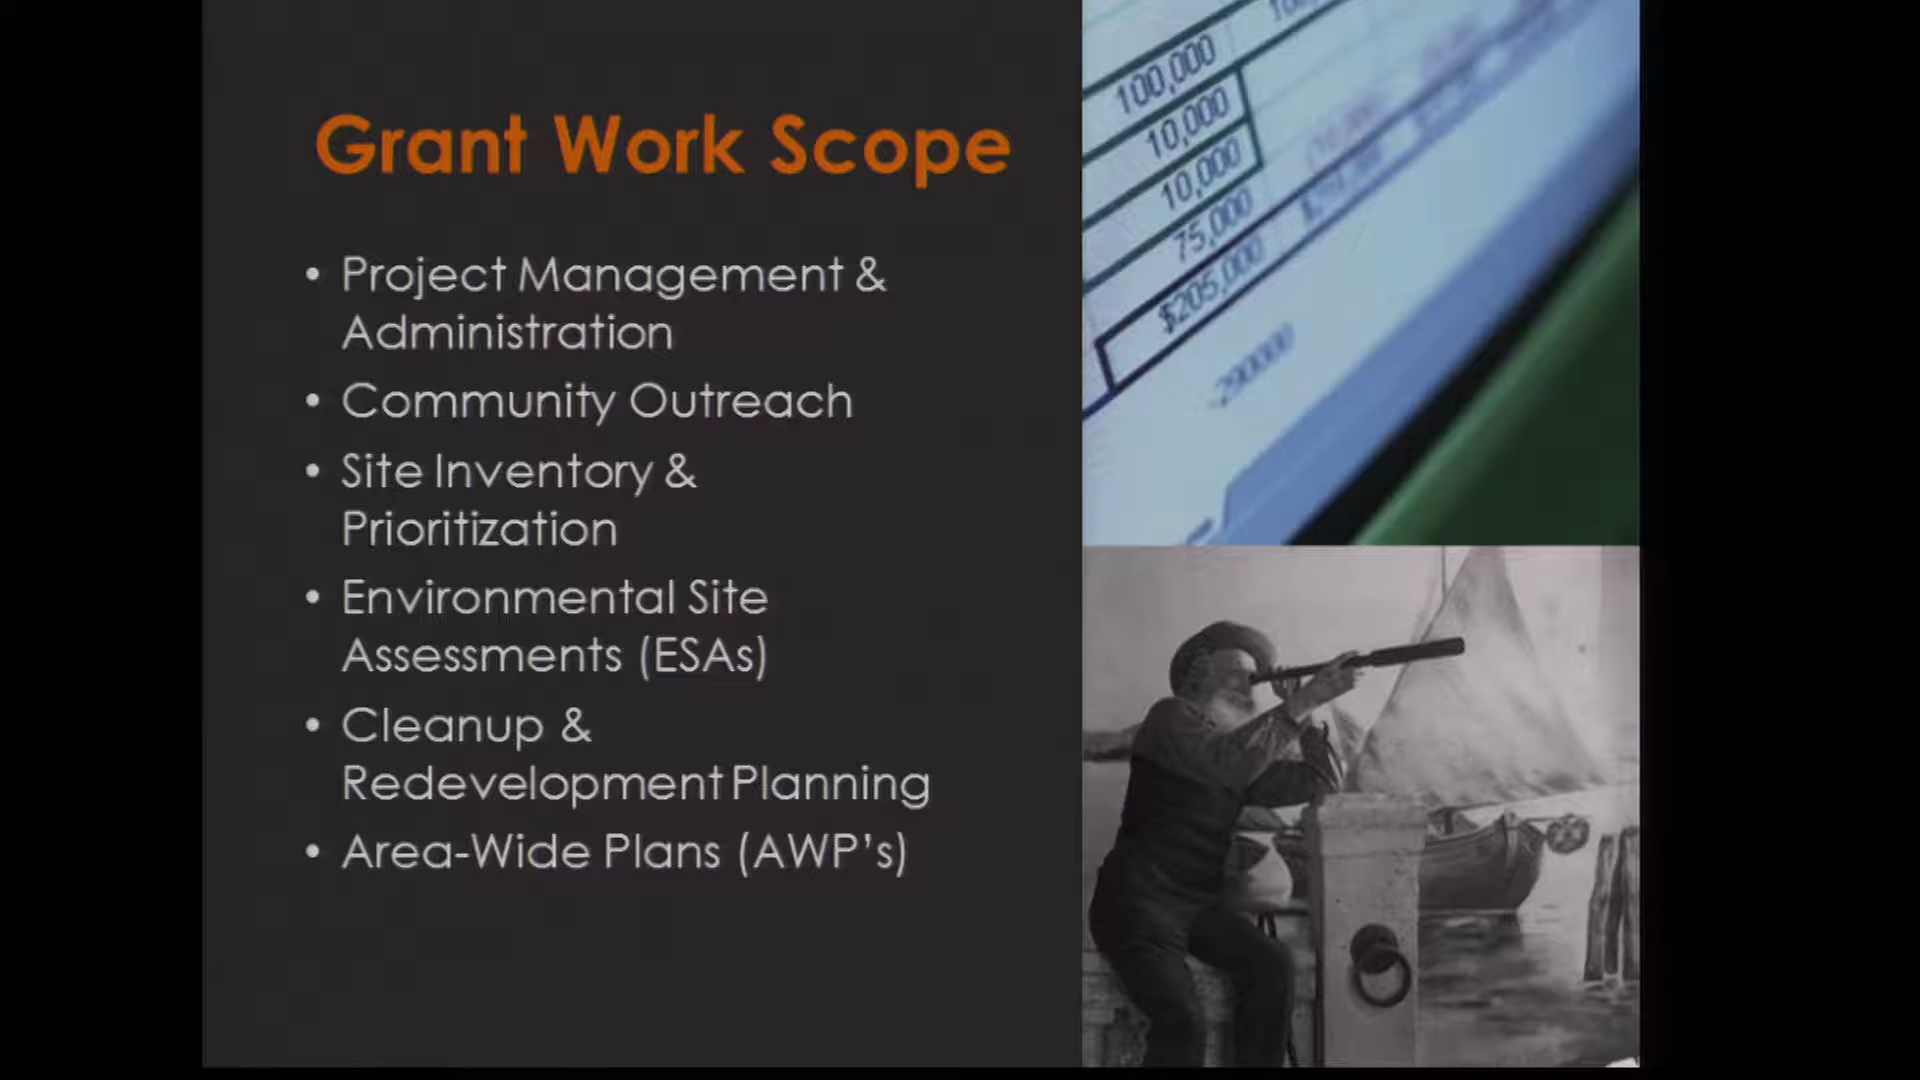 Grant Work Scope
• Project Management &
Administration
• Community Outreach
• Site Inventory &
Prioritization
• Environmental Site
Assessments (ESAs)
• Cleanup &
Redevelopment Planning
• Area-Wide Plans (AWP's)
100,000
10,000
10,000
75,000
$205,000
-290000